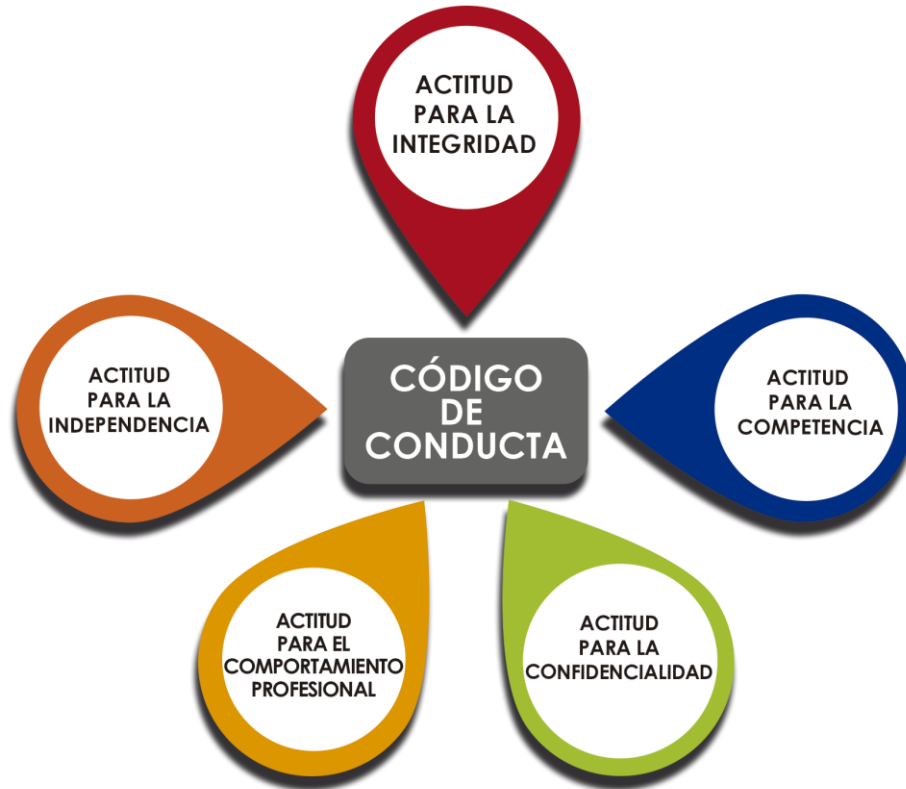 ACTITUD
PARA LA
INTEGRIDAD
ACTITUD
PARA LA
INDEPENDENCIA
CÓDIGO
DE
CONDUCTA
ACTITUD
PARA LA
COMPETENCIA
ACTITUD
PARA EL
COMPORTAMIENTO
PROFESIONAL
ACTITUD
PARA LA
CONFIDENCIALIDAD